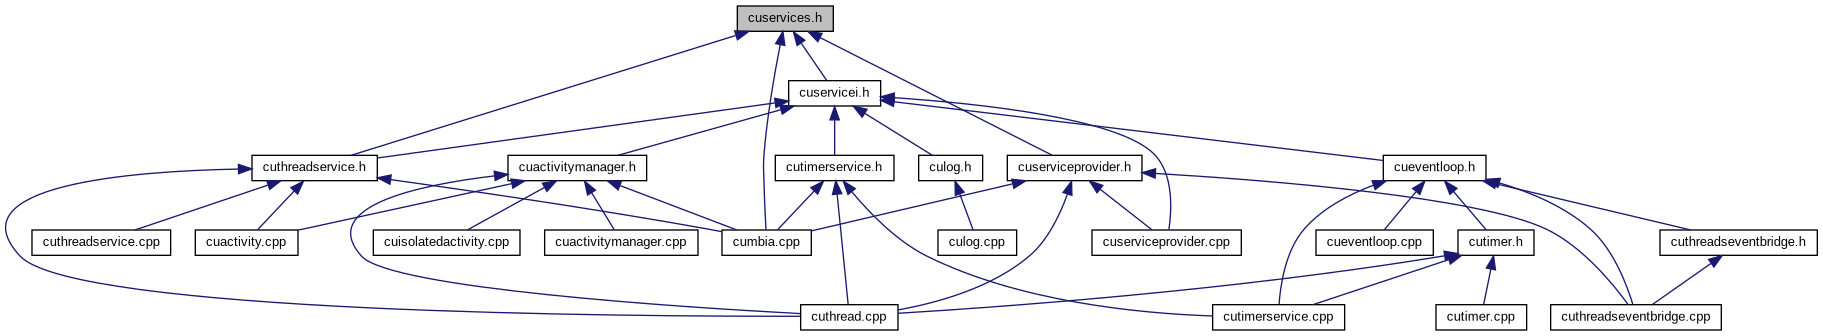 cuservices.h
cuservicei.h
cuthreadservice.h
cuactivitymanager.h
cutimerservice.h
culog.h
cuserviceprovider.h
cueventloop.h
cuthreadservice.cpp
cuactivity.cpp
cuisolatedactivity.cpp
cuactivitymanager.cpp
cumbia.cpp
culog.cpp
cuserviceprovider.cpp
cueventloop.cpp
cutimer.h
cuthreadseventbridge.h
cuthread.cpp
cutimerservice.cpp
cutimer.cpp
cuthreadseventbridge.cpp